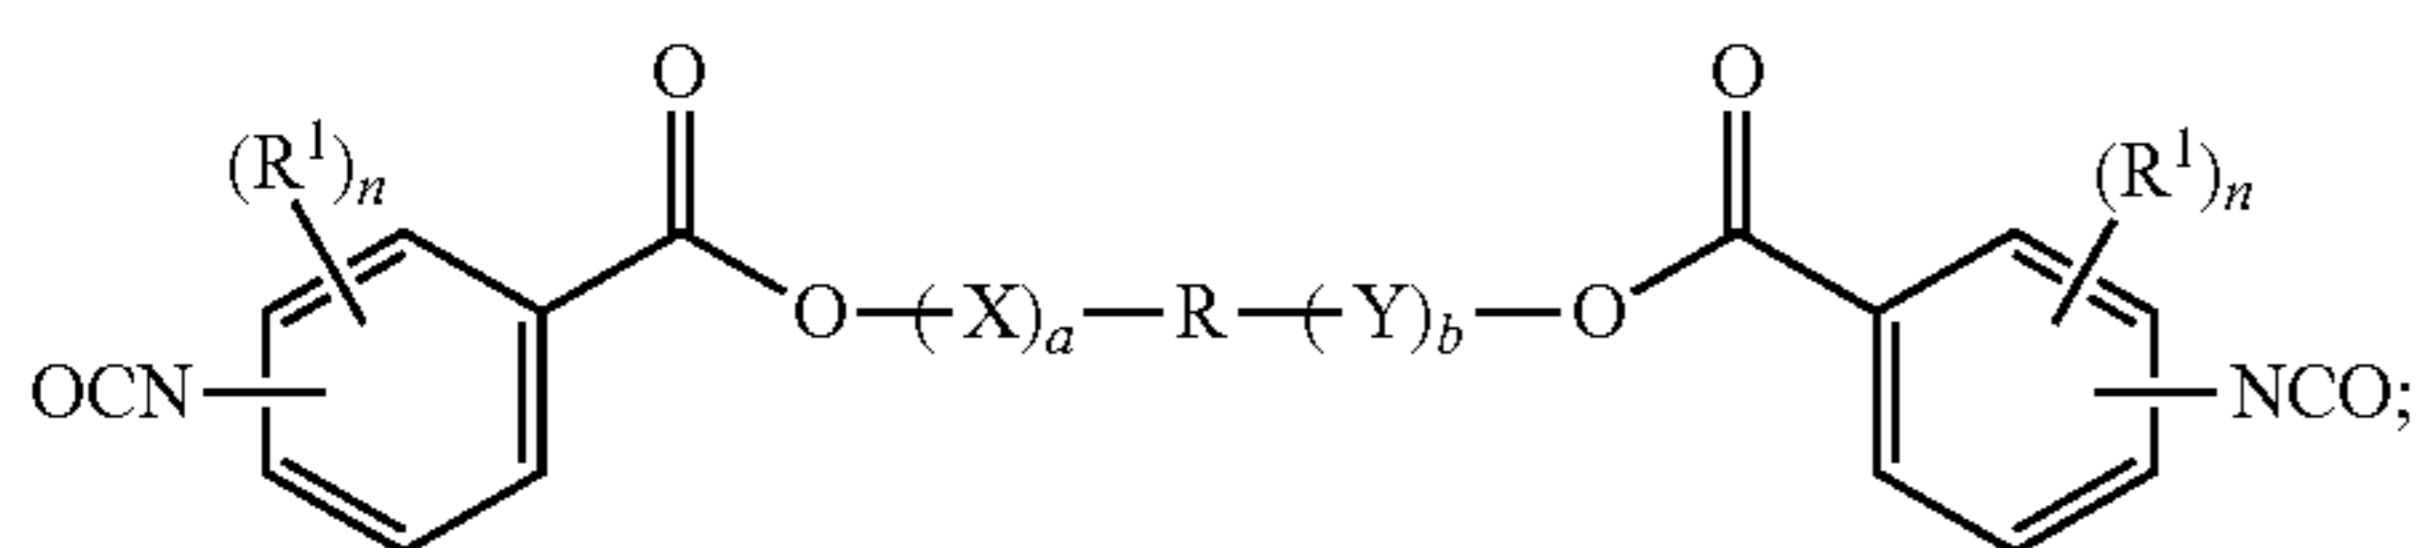 O O
(R¹)n (R¹)n
O—(X)a—R—(Y)b—O
OCN NCO;